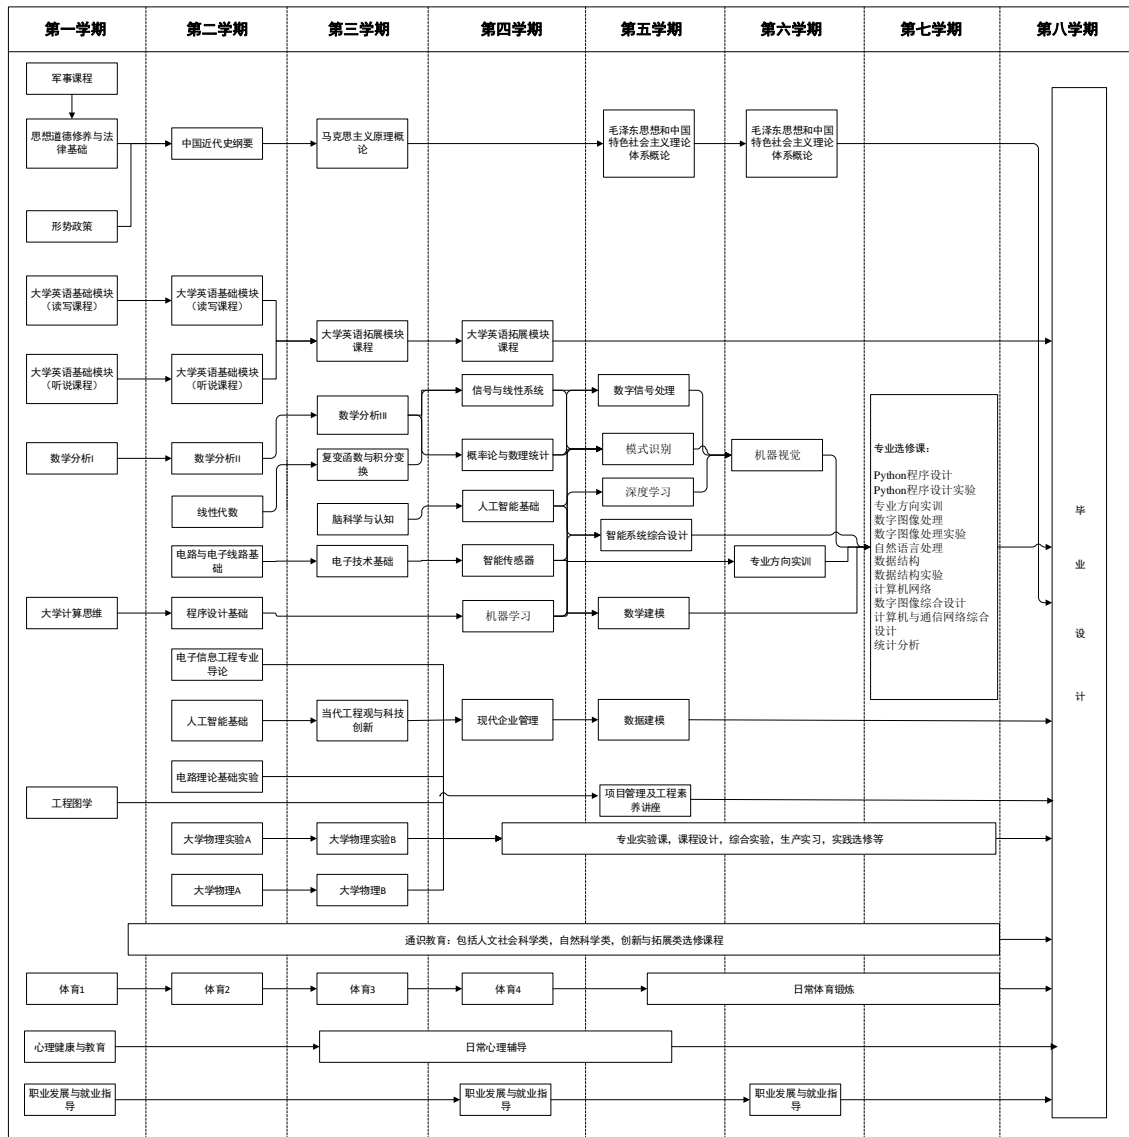 第一学期
第二学期
第三学期
第四学期
第五学期
第六学期
第七学期
第八学期
军事课程
思想道德修养与法
律基础
中国近代史纲要
马克思主义原理概
论
毛泽东思想和中国
特色社会主义理论
体系概论
毛泽东思想和中国
特色社会主义理论
体系概论
形势政策
大学英语基础模块
（读写课程）
大学英语基础模块
（读写课程）
大学英语拓展模块
课程
大学英语拓展模块
课程
大学英语基础模块
（听说课程）
大学英语基础模块
（听说课程）
信号与线性系统
数字信号处理
数学分析III
数学分析I
数学分析II
复变函数与积分变
换
概率论与数理统计
模式识别
机器视觉
线性代数
脑科学与认知
人工智能基础
深度学习
智能系统综合设计
电路与电子线路基
础
电子技术基础
智能传感器
专业方向实训
大学计算思维
程序设计基础
机器学习
数学建模
专业选修课：
Python程序设计
Python程序设计实验
专业方向实训
数字图像处理
数字图像处理实验
自然语言处理
数据结构
数据结构实验
计算机网络
数字图像综合设计
计算机与通信网络综合
设计
统计分析
毕
业
设
计
电子信息工程专业
导论
人工智能基础
当代工程观与科技
创新
现代企业管理
数据建模
电路理论基础实验
工程图学
项目管理及工程素
养讲座
大学物理实验A
大学物理实验B
专业实验课，课程设计，综合实验，生产实习，实践选修等
大学物理A
大学物理B
通识教育：包括人文社会科学类，自然科学类，创新与拓展类选修课程
体育1
体育2
体育3
体育4
日常体育锻炼
心理健康与教育
日常心理辅导
职业发展与就业指
导
职业发展与就业指
导
职业发展与就业指
导